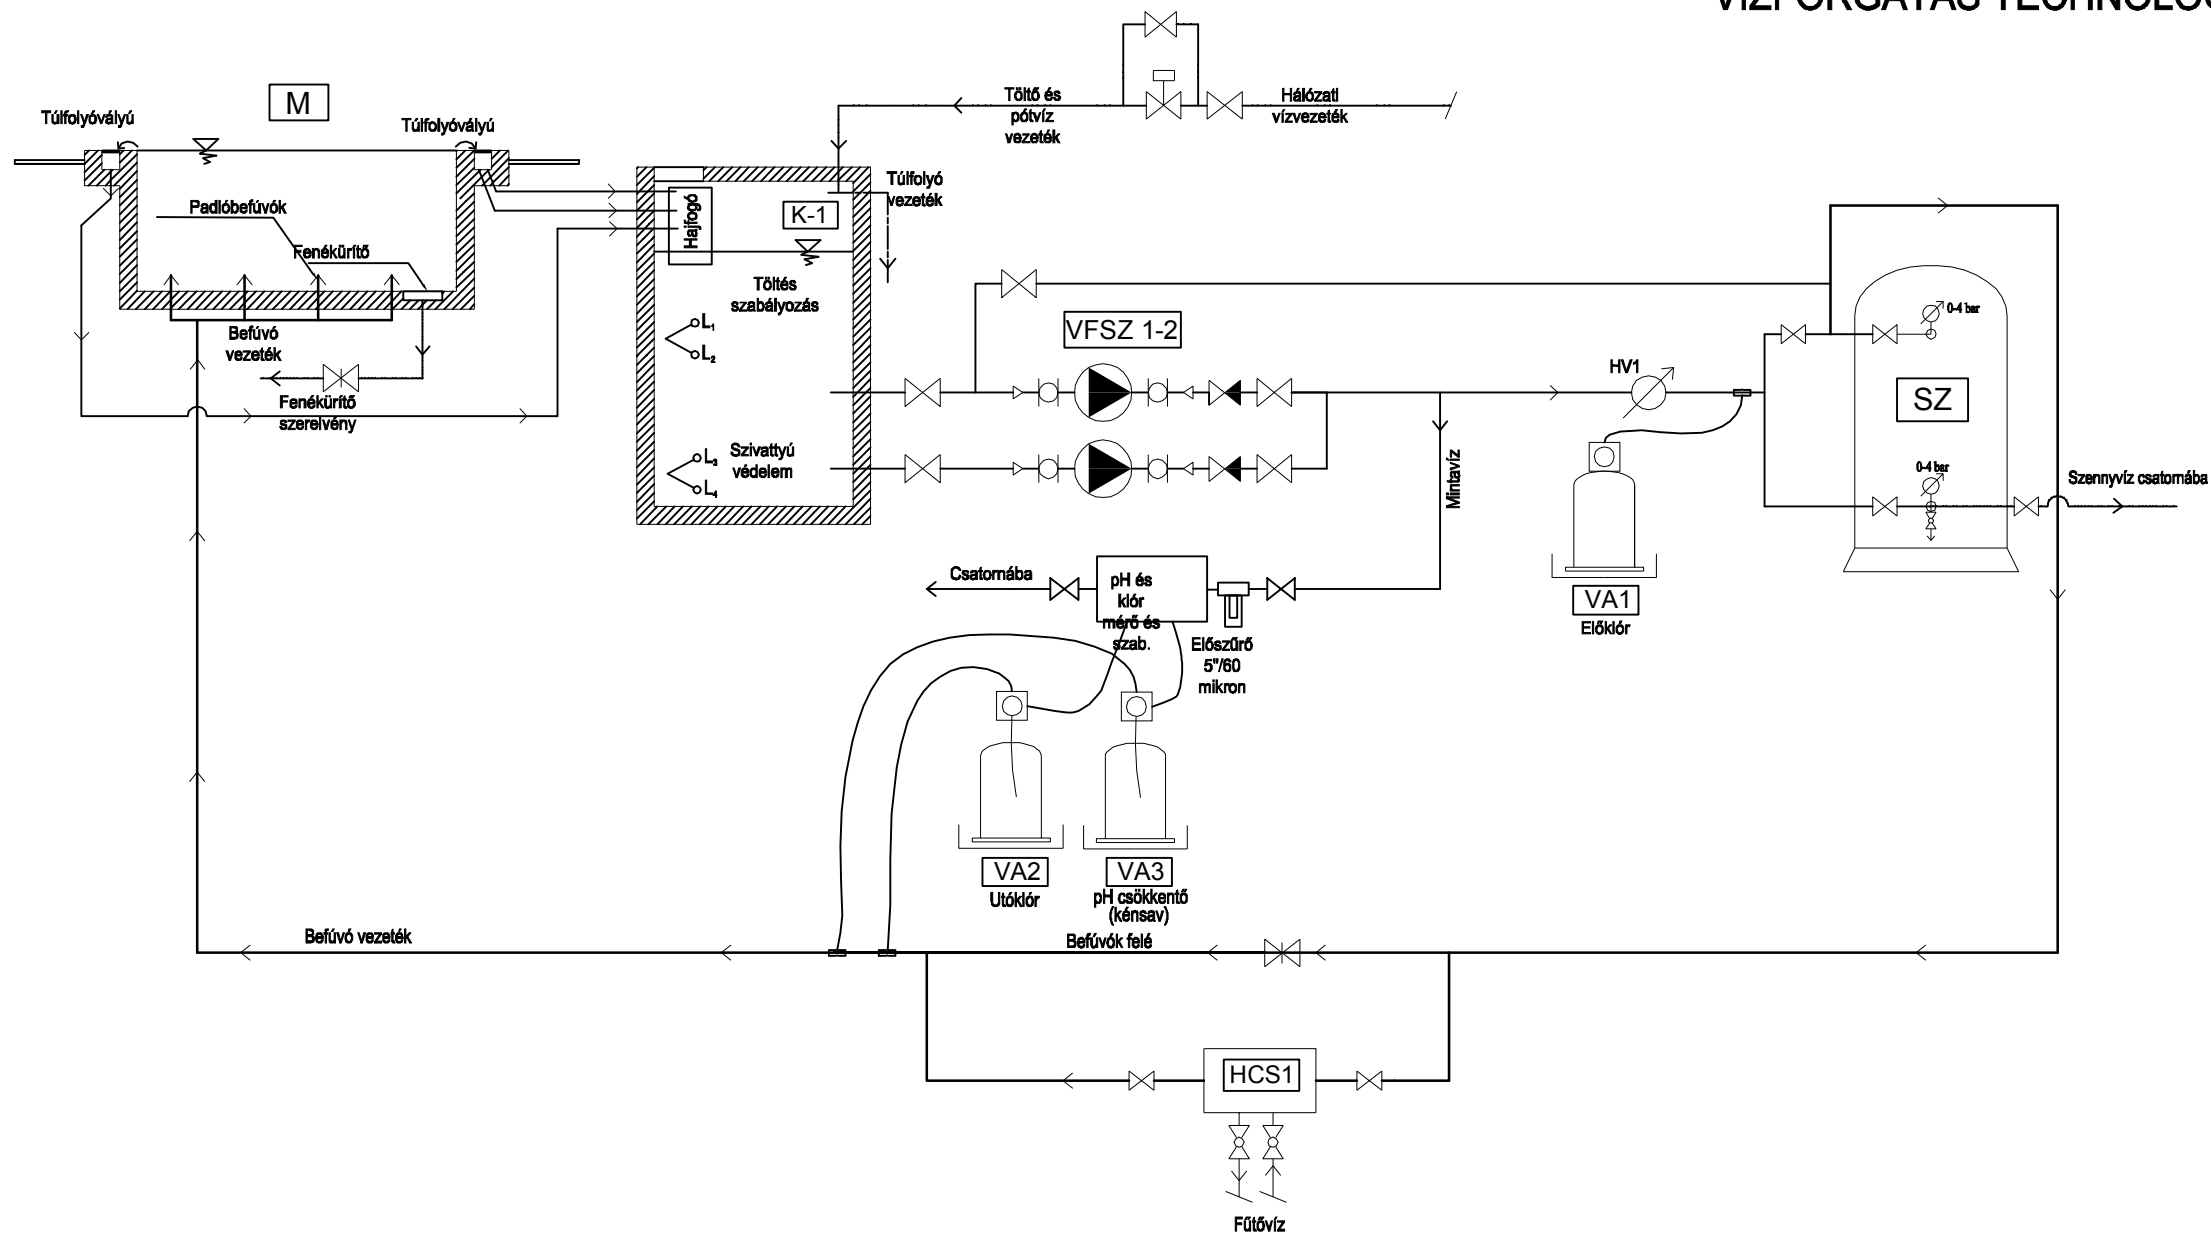 M
Túlfolyóvályú
Túlfolyóvályú
Padlóbefúvók
Fenékürítő
Befúvó
vezeték
Fenékürítő
szerelvény
Hajfogó
K-1
Töltés
szabályozás
L1
L2
Szivattyú
védelem
L3
L4
Töltő és
pótvíz
vezeték
Hálózati
vízvezeték
Túlfolyó
vezeték
VFSZ 1-2
HV1
Mintavíz
0-4 bar
SZ
0-4 bar
Szennyvíz csatornába
VA1
Előklór
Csatornába
pH és
klór
mérő és
szab.
Előszűrő
5"/60
mikron
VA2
Utóklór
VA3
pH csökkentő
(kénsav)
Befúvó vezeték
Befúvók felé
HCS1
Fűtővíz